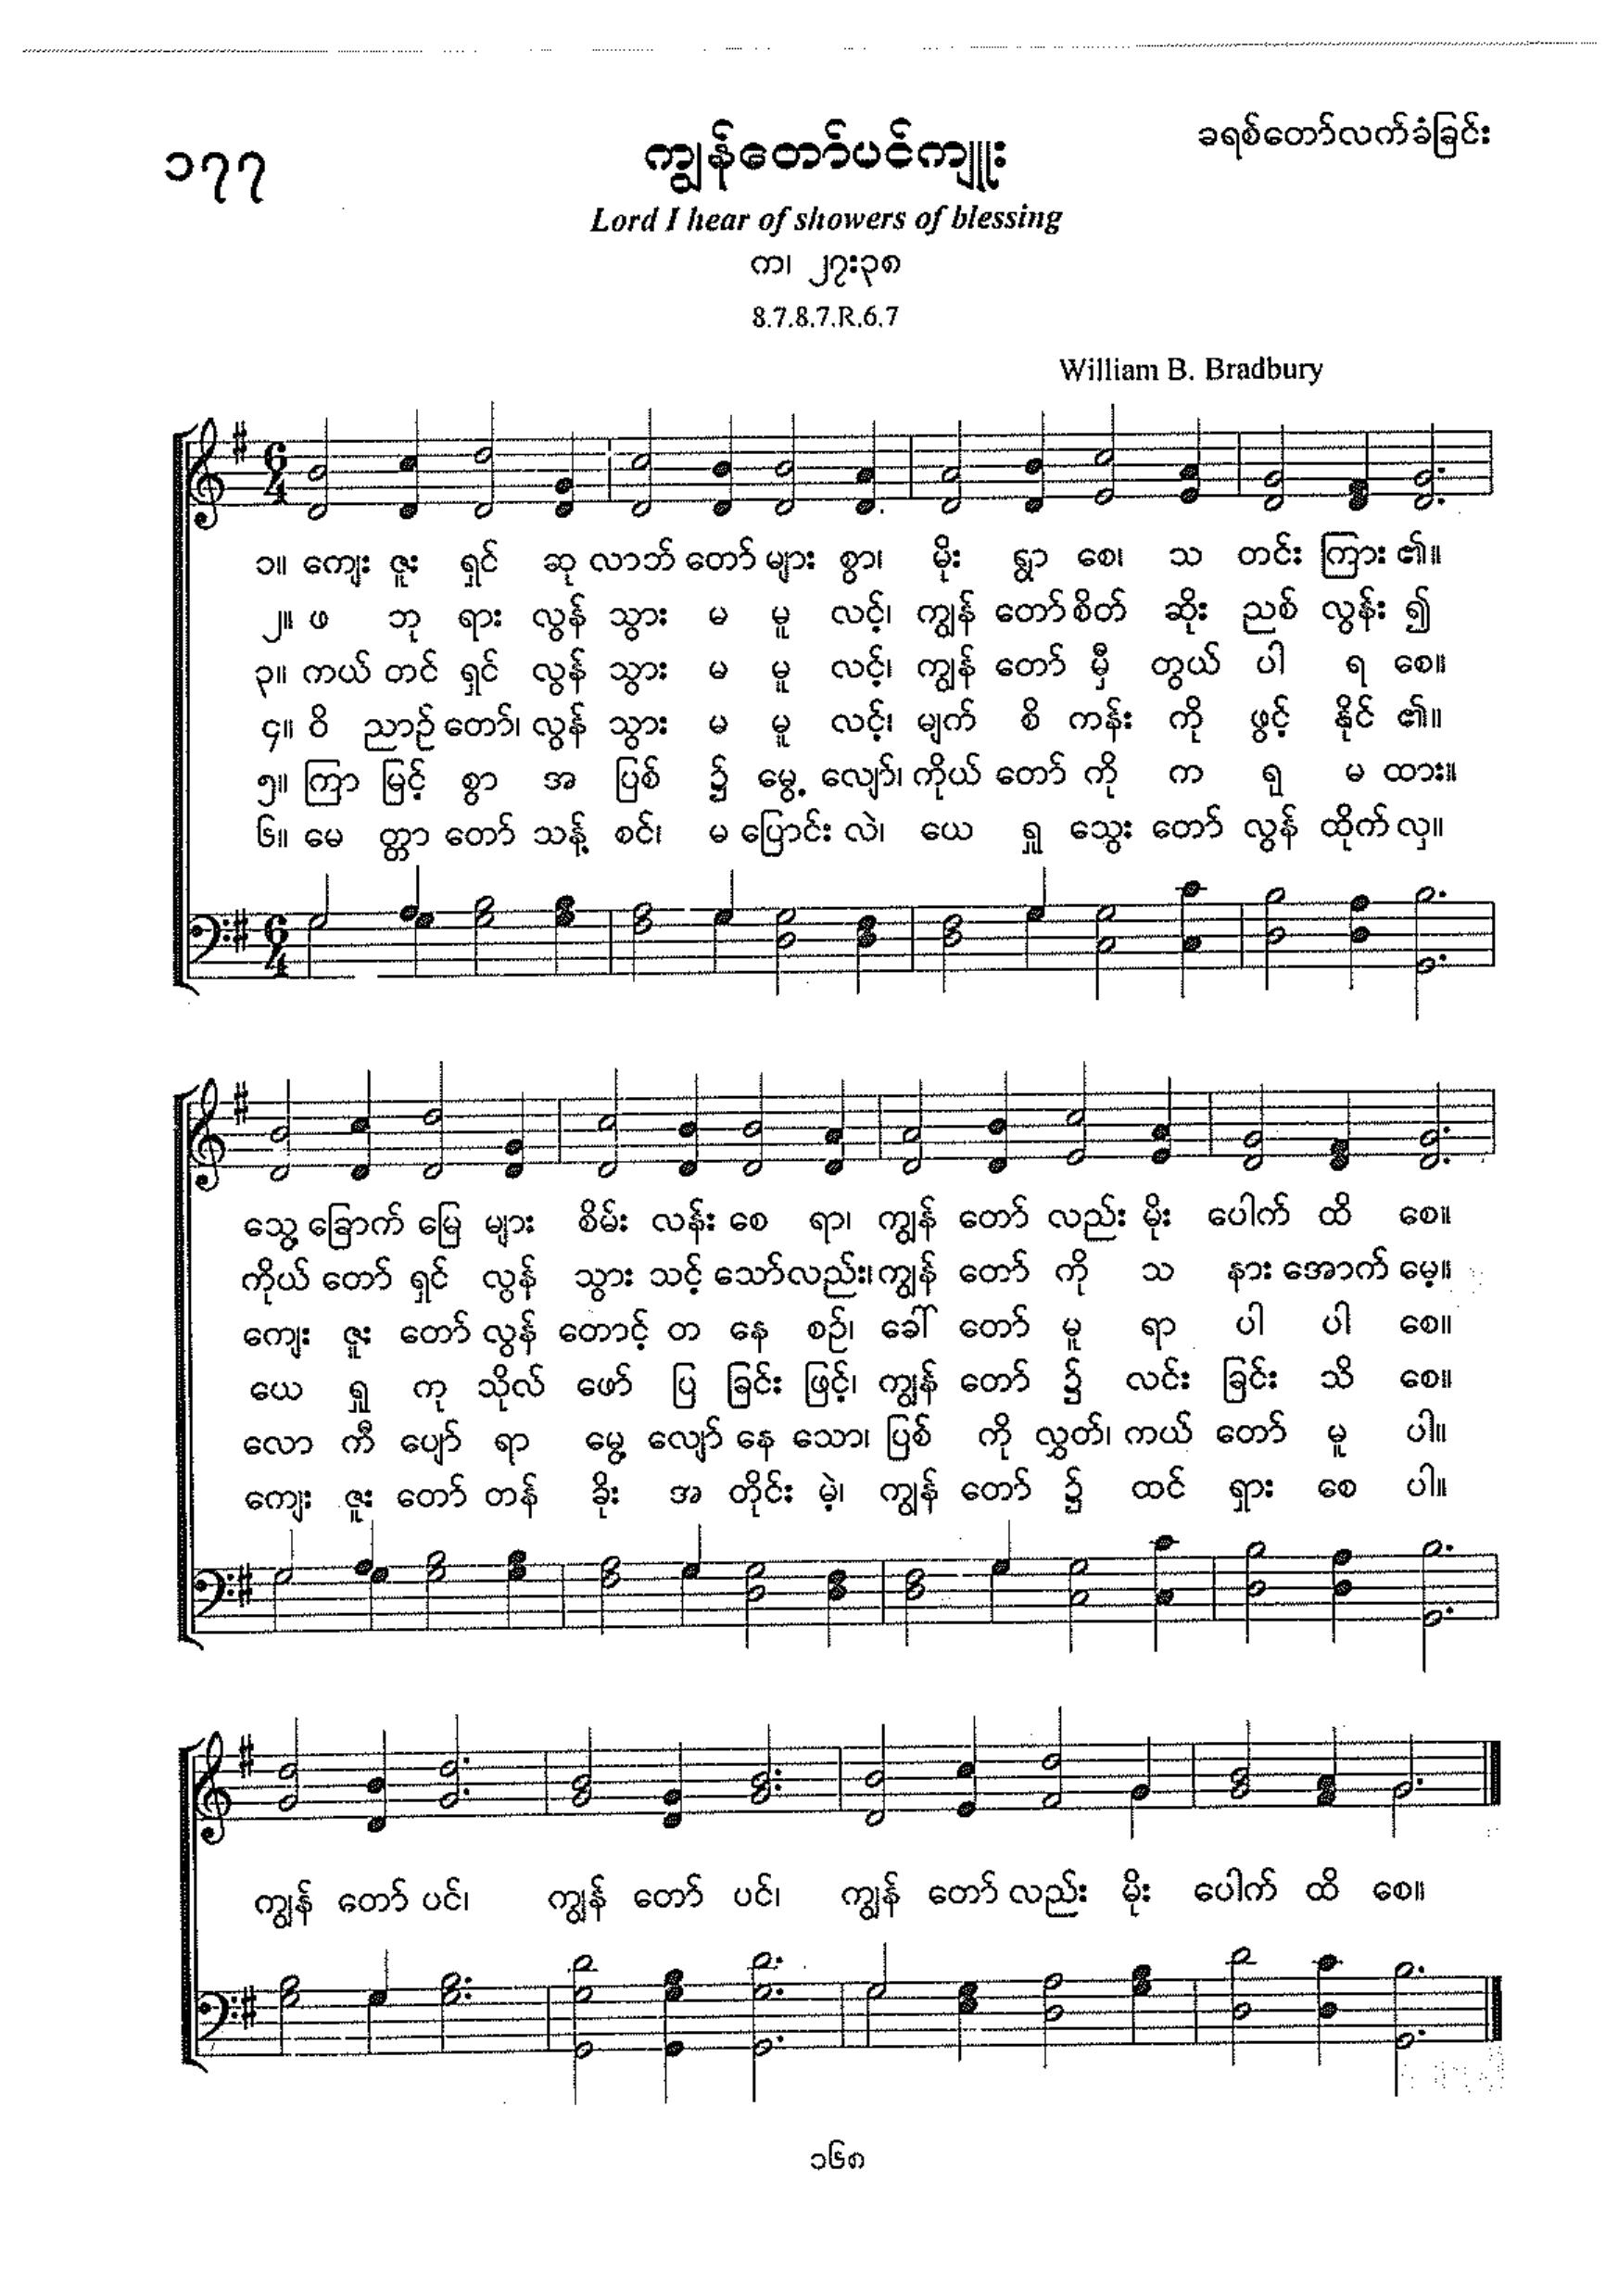 ခရစ်တော်လက်ခံခြင်း
၁၇၇
ကျွန်တော်ပင်ကျူး
Lord I hear of showers of blessing
က၊ ၂၇း၃၈
8.7.8.7.R.6.7
William B. Bradbury
၁။ ကျေး ဇူး ရှင် ဆု လာဘ် တော် များ စွာ၊ မိုး ရွာ စေ၊ သ တင်း ကြား ၏။
၂။ ဖ ဘု ရား လွန် သွား မ မူ လင့်၊ ကျွန် တော် စိတ် ဆိုး ညစ် လွန်း ၍
၃။ ကယ် တင် ရှင် လွန် သွား မ မူ လင့်၊ ကျွန် တော် မှီ တွယ် ပါ ရ စေ။
၄။ ဝိ ညာဉ် တော်၊ လွန် သွား မ မူ လင့်၊ မျက် စိ ကန်း ကို ဖွင့် နိုင် ၏။
၅။ ကြာ မြင့် စွာ အ ပြစ် ၌ မွေ့ လျော်၊ ကိုယ် တော် ကို က ရု မ ထား။
၆။ မေ တ္တာ တော် သန့် စင်၊ မ ပြောင်း လဲ၊ ယေ ရှု သွေး တော် လွန် ထိုက် လှ။
သွေ့ ခြောက် မြေ များ စိမ်း လန်း စေ ရာ၊ ကျွန် တော် လည်း မိုး ပေါက် ထိ စေ။
ကိုယ် တော် ရှင် လွန် သွား သင့် သော်လည်း၊ ကျွန် တော် ကို သ နား အောက် မေ့။
ကျေး ဇူး တော် လွန် တောင့် တ နေ စဉ်၊ ခေါ် တော် မူ ရာ ပါ ပါ စေ။
ယေ ရှု ကု သိုလ် ဖော် ပြ ခြင်း ဖြင့်၊ ကျွန် တော် ၌ လင်း ခြင်း သိ စေ။
လော ကီ ပျော် ရာ မွေ့ လျော် နေ သော၊ ပြစ် ကို လွှတ်၊ ကယ် တော် မူ ပါ။
ကျေး ဇူး တော် တန် ခိုး အ တိုင်း မဲ့၊ ကျွန် တော် ၌ ထင် ရှား စေ ပါ။
ကျွန် တော် ပင်၊ ကျွန် တော် ပင်၊ ကျွန် တော် လည်း မိုး ပေါက် ထိ စေ။
၁၆၈